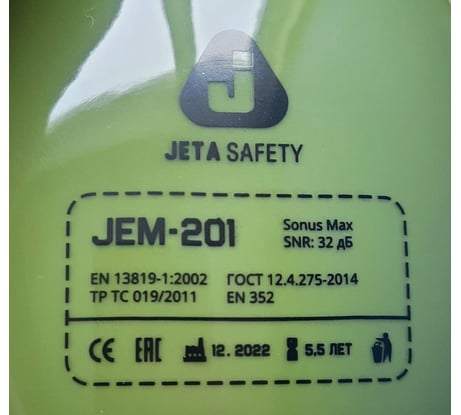 J
JETA SAFETY
JEM-201
Sonus Max
SNR: 32 дБ
EN 13819-1:2002
ТР ТС 019/2011
ГОСТ 12.4.275-2014
EN 352
CE EAC 12. 2022 5,5 ЛЕТ